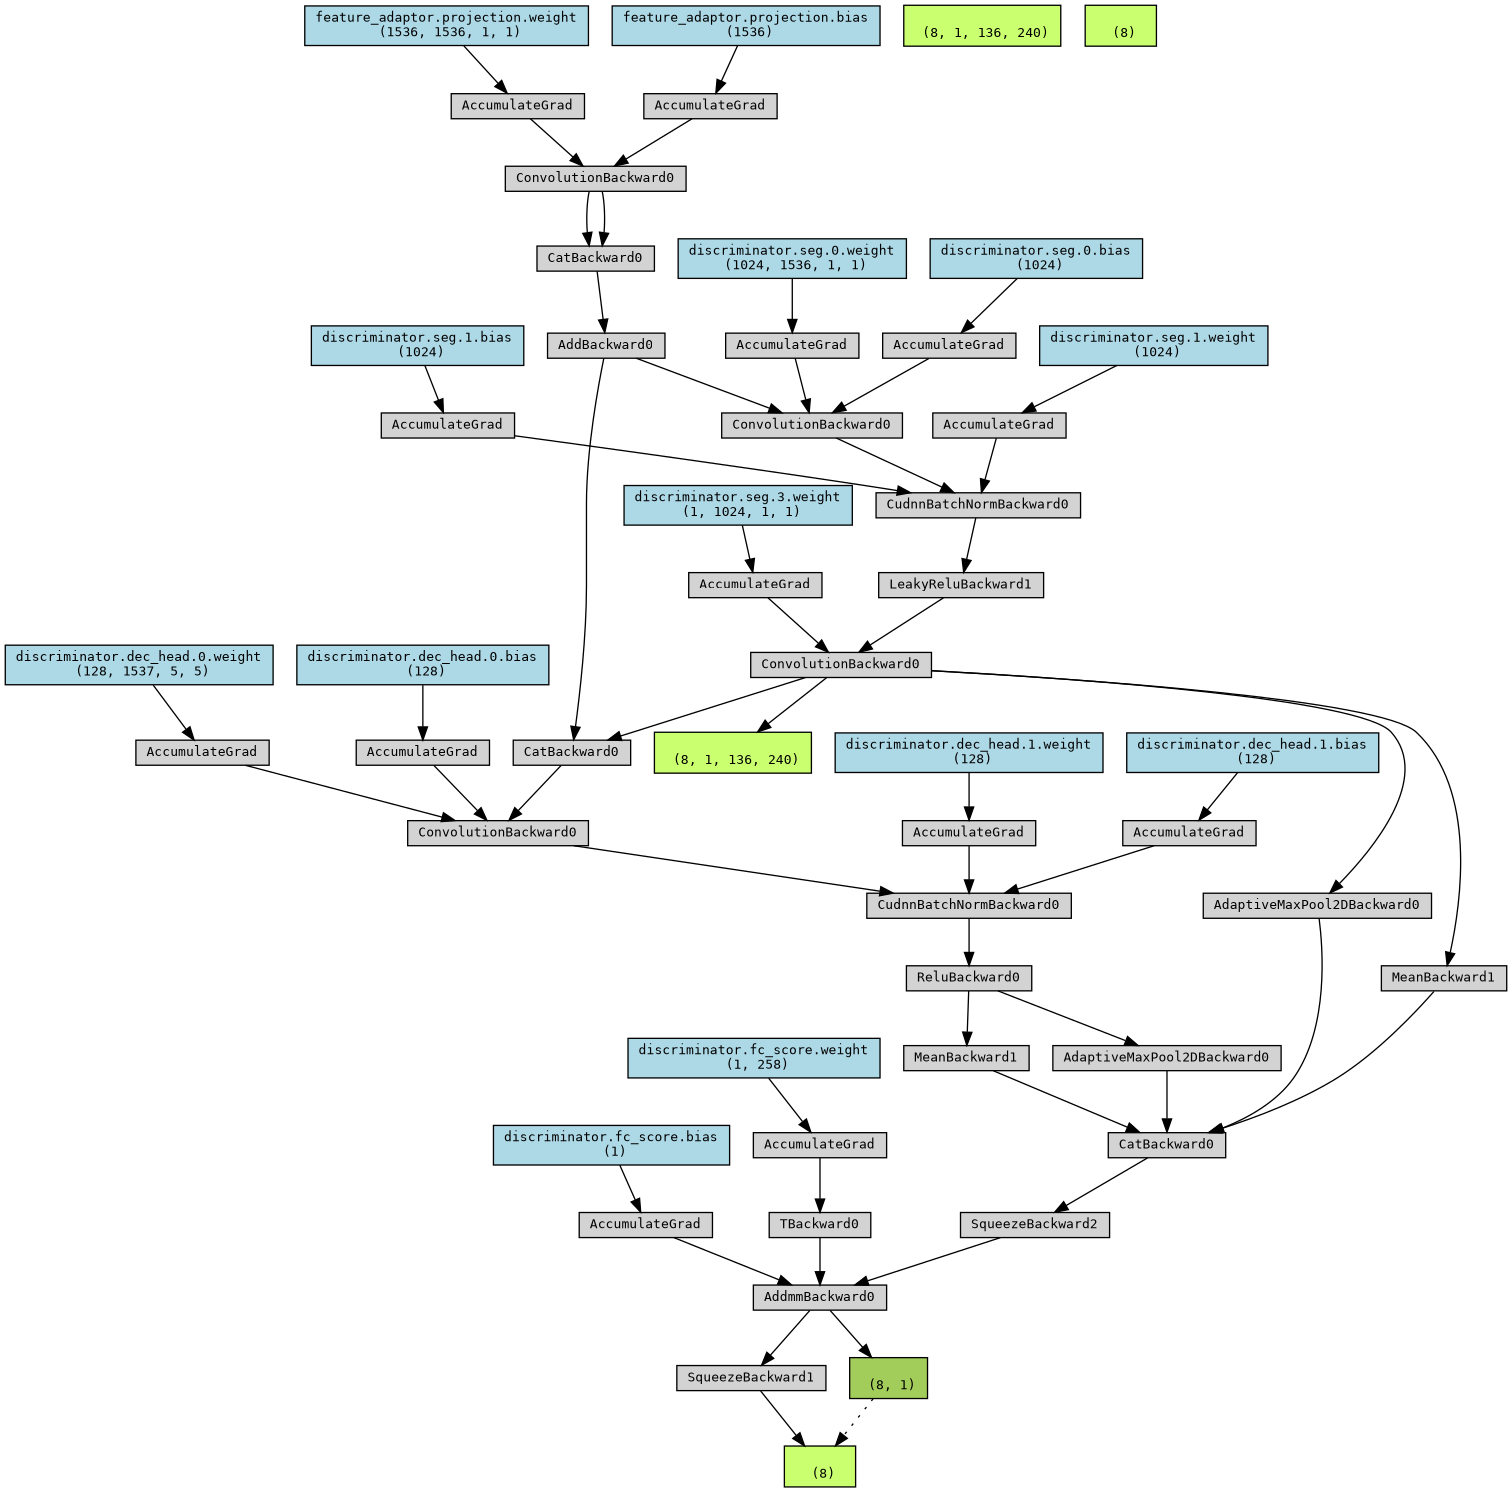 feature_adaptor.projection.weight
(1536, 1536, 1, 1)
feature_adaptor.projection.bias
(1536)
(8, 1, 136, 240)
(8)
AccumulateGrad
AccumulateGrad
ConvolutionBackward0
CatBackward0
discriminator.seg.0.weight
(1024, 1536, 1, 1)
discriminator.seg.0.bias
(1024)
discriminator.seg.1.bias
(1024)
AddBackward0
AccumulateGrad
AccumulateGrad
discriminator.seg.1.weight
(1024)
AccumulateGrad
ConvolutionBackward0
AccumulateGrad
discriminator.seg.3.weight
(1, 1024, 1, 1)
CudnnBatchNormBackward0
AccumulateGrad
LeakyReluBackward1
discriminator.dec_head.0.weight
(128, 1537, 5, 5)
discriminator.dec_head.0.bias
(128)
ConvolutionBackward0
AccumulateGrad
AccumulateGrad
CatBackward0
(8, 1, 136, 240)
discriminator.dec_head.1.weight
(128)
discriminator.dec_head.1.bias
(128)
ConvolutionBackward0
AccumulateGrad
AccumulateGrad
CudnnBatchNormBackward0
AdaptiveMaxPool2DBackward0
ReluBackward0
MeanBackward1
discriminator.fc_score.weight
(1, 258)
MeanBackward1
AdaptiveMaxPool2DBackward0
discriminator.fc_score.bias
(1)
AccumulateGrad
CatBackward0
AccumulateGrad
TBackward0
SqueezeBackward2
AddmmBackward0
SqueezeBackward1
(8, 1)
(8)